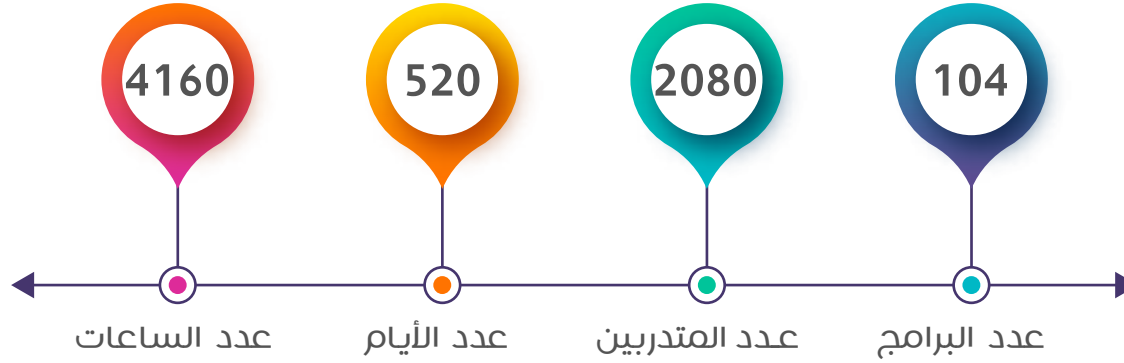 104
2080
520
4160
عدد البرامج
عدد المتدربين
عدد الأيام
عدد الساعات